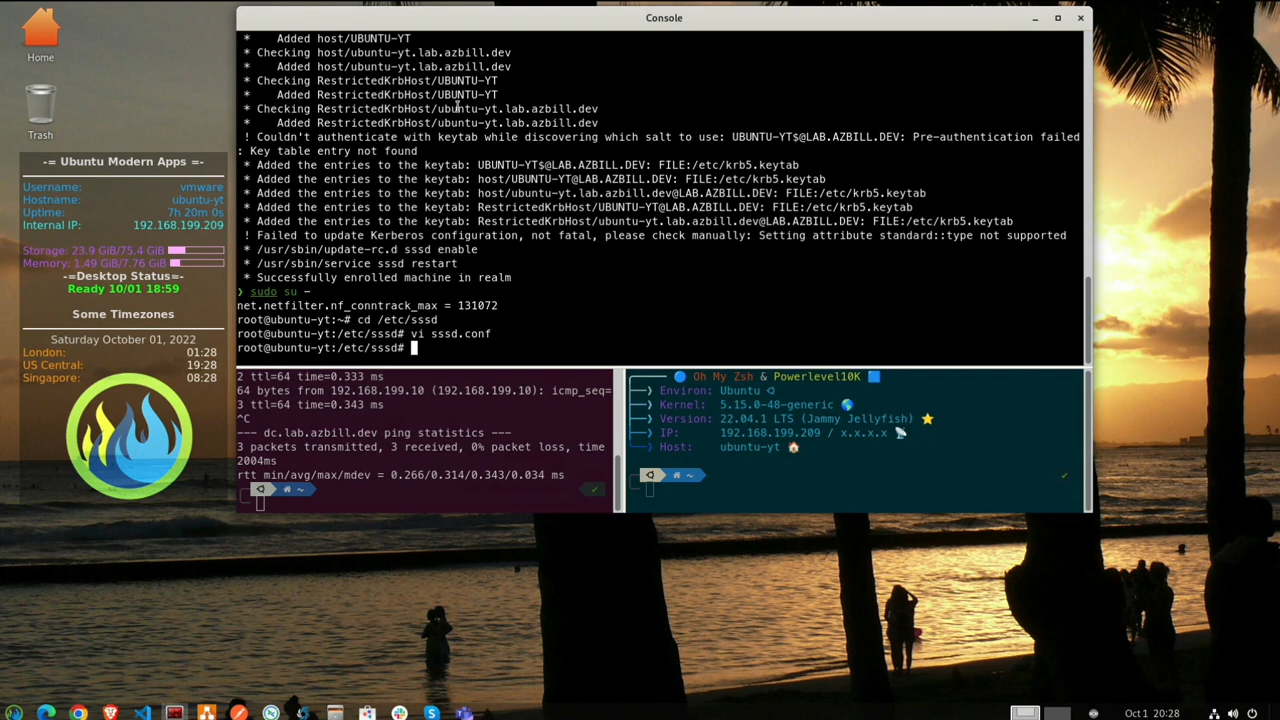 Home
Trash
-= Ubuntu Modern Apps =-
Username: vmware
Hostname: ubuntu-yt
Uptime: 7h 20m 0s
Internal IP: 192.168.199.209
Storage: 23.9 GiB/75.4 GiB
Memory: 1.49 GiB/7.76 GiB
-=Desktop Status=-
Ready 10/01 18:59
Some Timezones
Saturday October 01, 2022
London: 01:28
US Central: 19:28
Singapore: 08:28
Console
* Added host/UBUNTU-YT
* Checking host/ubuntu-yt.lab.azbill.dev
* Added host/ubuntu-yt.lab.azbill.dev
* Checking RestrictedKrbHost/UBUNTU-YT
* Added RestrictedKrbHost/UBUNTU-YT
* Checking RestrictedKrbHost/ubuntu-yt.lab.azbill.dev
* Added RestrictedKrbHost/ubuntu-yt.lab.azbill.dev
! Couldn't authenticate with keytab while discovering which salt to use: UBUNTU-YT$@LAB.AZBILL.DEV: Pre-authentication failed
: Key table entry not found
* Added the entries to the keytab: UBUNTU-YT$@LAB.AZBILL.DEV: FILE:/etc/krb5.keytab
* Added the entries to the keytab: host/UBUNTU-YT@LAB.AZBILL.DEV: FILE:/etc/krb5.keytab
* Added the entries to the keytab: host/ubuntu-yt.lab.azbill.dev@LAB.AZBILL.DEV: FILE:/etc/krb5.keytab
* Added the entries to the keytab: RestrictedKrbHost/UBUNTU-YT@LAB.AZBILL.DEV: FILE:/etc/krb5.keytab
* Added the entries to the keytab: RestrictedKrbHost/ubuntu-yt.lab.azbill.dev@LAB.AZBILL.DEV: FILE:/etc/krb5.keytab
! Failed to update Kerberos configuration, not fatal, please check manually: Setting attribute standard::type not supported
* /usr/sbin/update-rc.d sssd enable
* /usr/sbin/service sssd restart
* Successfully enrolled machine in realm
❯ sudo su -
net.netfilter.nf_conntrack_max = 131072
root@ubuntu-yt:~# cd /etc/sssd
root@ubuntu-yt:/etc/sssd# vi sssd.conf
root@ubuntu-yt:/etc/sssd#
2 ttl=64 time=0.333 ms
64 bytes from 192.168.199.10 (192.168.199.10): icmp_seq=
3 ttl=64 time=0.343 ms
^C
--- dc.lab.azbill.dev ping statistics ---
3 packets transmitted, 3 received, 0% packet loss, time
2004ms
rtt min/avg/max/mdev = 0.266/0.314/0.343/0.034 ms
~
Oh My Zsh & Powerlevel10K
Environ: Ubuntu
Kernel: 5.15.0-48-generic
Version: 22.04.1 LTS (Jammy Jellyfish)
IP: 192.168.199.209 / x.x.x.x
Host: ubuntu-yt
~
Oct 1 20:28